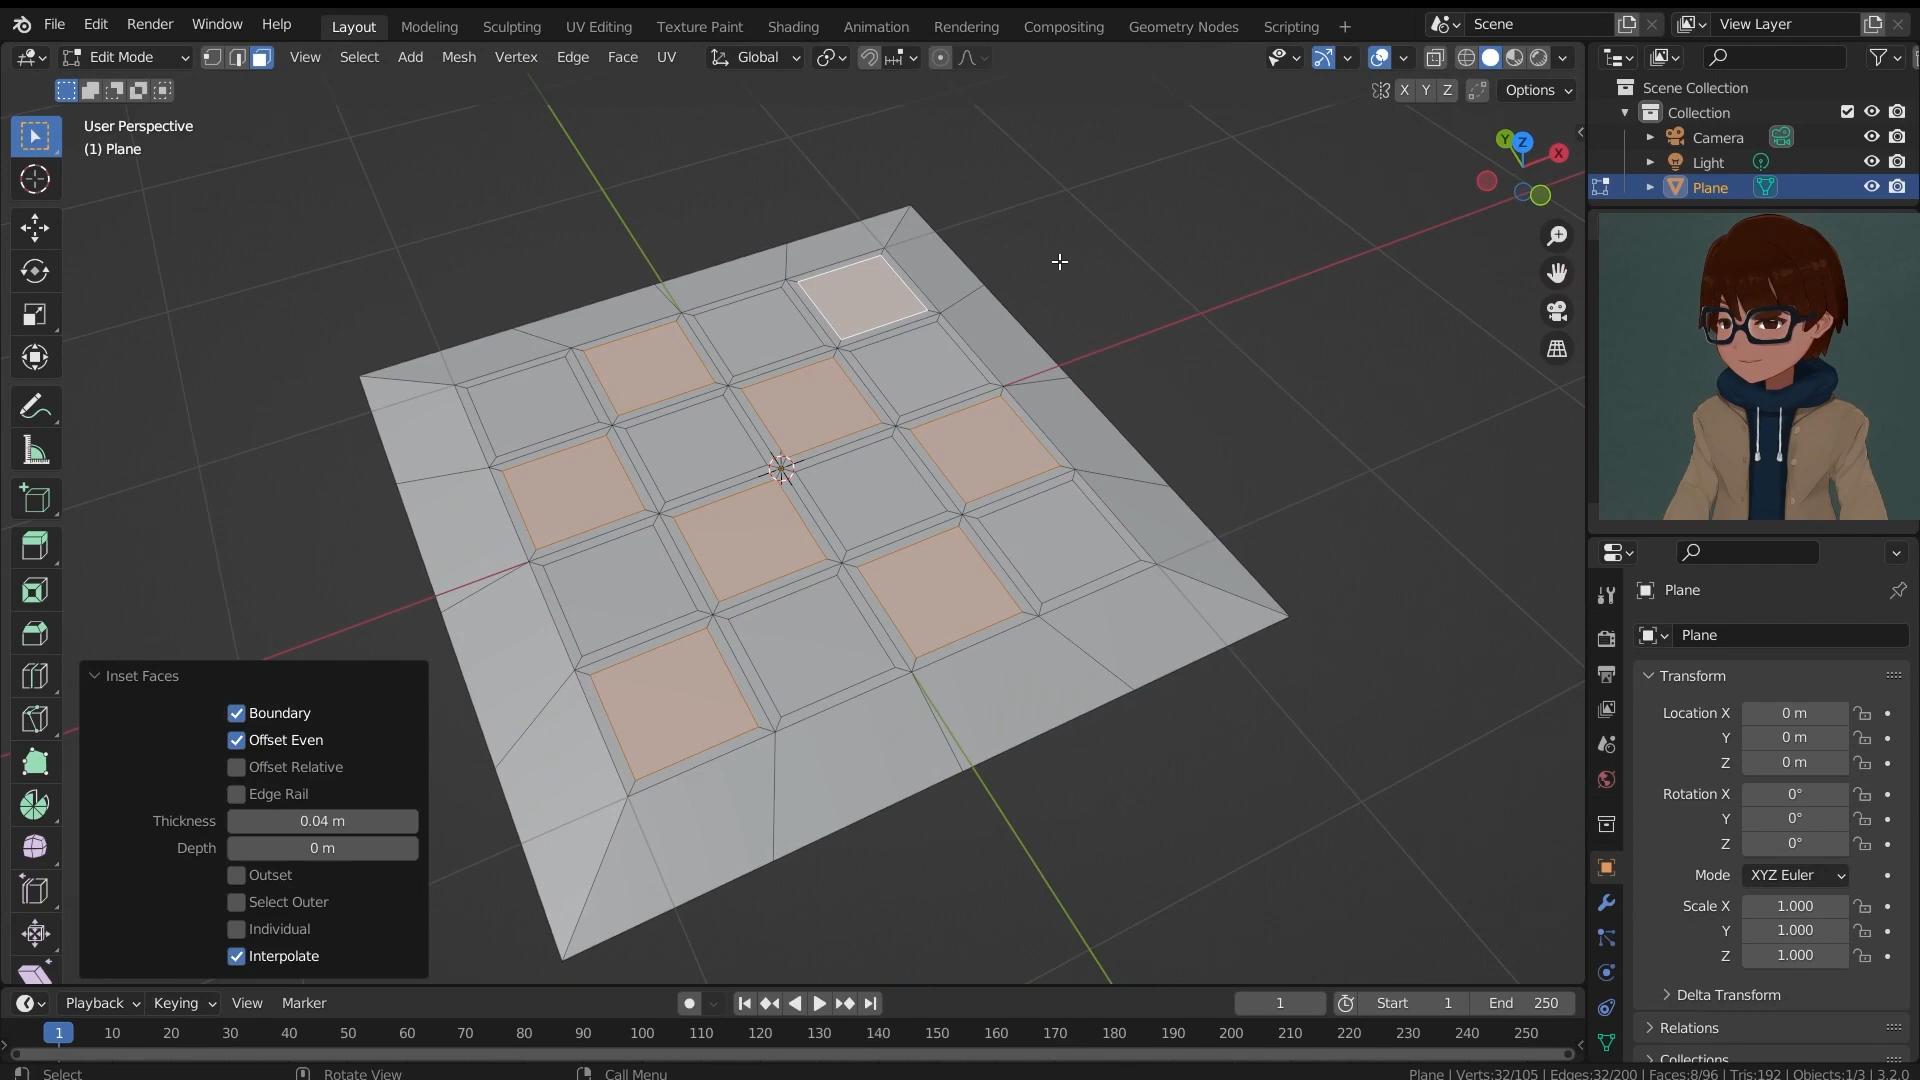 File Edit Render Window Help Layout Modeling Sculpting UV Editing Texture Paint Shading Animation Rendering Compositing Geometry Nodes Scripting + Scene View Layer
Edit Mode View Select Add Mesh Vertex Edge Face UV Global
X Y Z Options
User Perspective
(1) Plane
Y Z X
Scene Collection
Collection
Camera
Light
Plane
Inset Faces
Boundary
Offset Even
Offset Relative
Edge Rail
Thickness 0.04 m
Depth 0 m
Outset
Select Outer
Individual
Interpolate
Plane
Plane
Transform
Location X 0 m
Y 0 m
Z 0 m
Rotation X 0°
Y 0°
Z 0°
Mode XYZ Euler
Scale X 1.000
Y 1.000
Z 1.000
Delta Transform
Relations
Collections
Playback Keying View Marker 1 Start 1 End 250
1 10 20 30 40 50 60 70 80 90 100 110 120 130 140 150 160 170 180 190 200 210 220 230 240 250
Select Rotate View Call Menu Plane | Verts:32/105 | Edges:32/200 | Faces:8/96 | Tris:192 | Objects:1/3 | 3.2.0